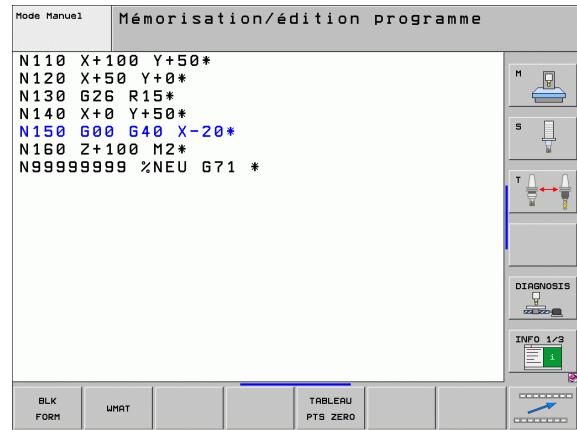 Mode Manuel
Mémorisation/édition programme
N110 X+100 Y+50*
N120 X+50 Y+0*
N130 G26 R15*
N140 X+0 Y+50*
N150 G00 G40 X-20*
N160 Z+100 M2*
N99999999 %NEU G71 *
M
S
T
DIAGNOSIS
INFO 1/3
i
BLK
FORM
WMAT
TABLEAU
PTS ZERO